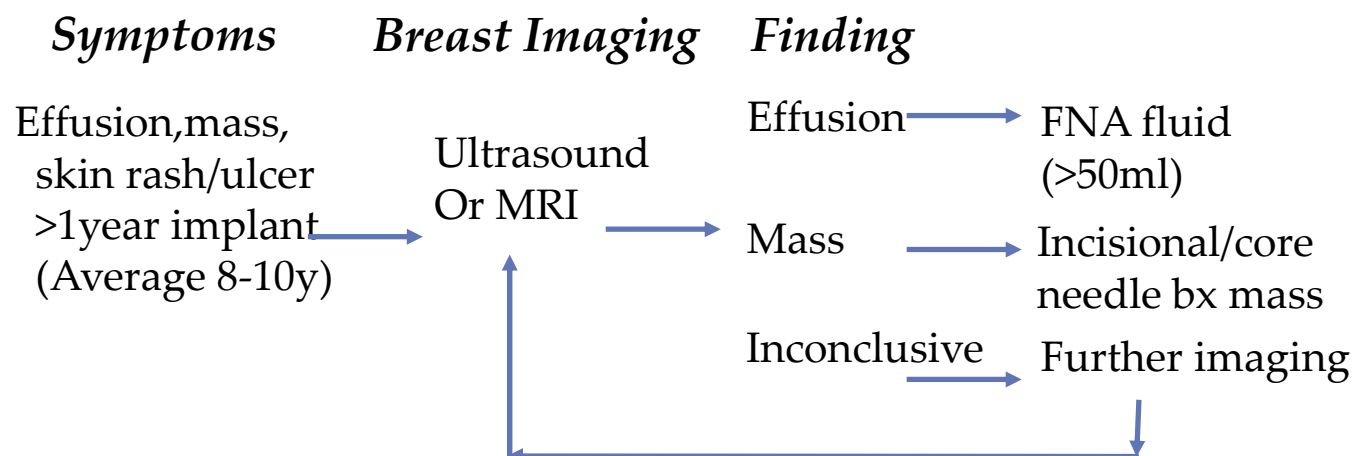 Symptoms Breast Imaging Finding
Effusion,mass,
skin rash/ulcer
>1year implant
(Average 8-10y)
Ultrasound
Or MRI
Effusion
FNA fluid
(>50ml)
Mass
Incisional/core
needle bx mass
Inconclusive
Further imaging